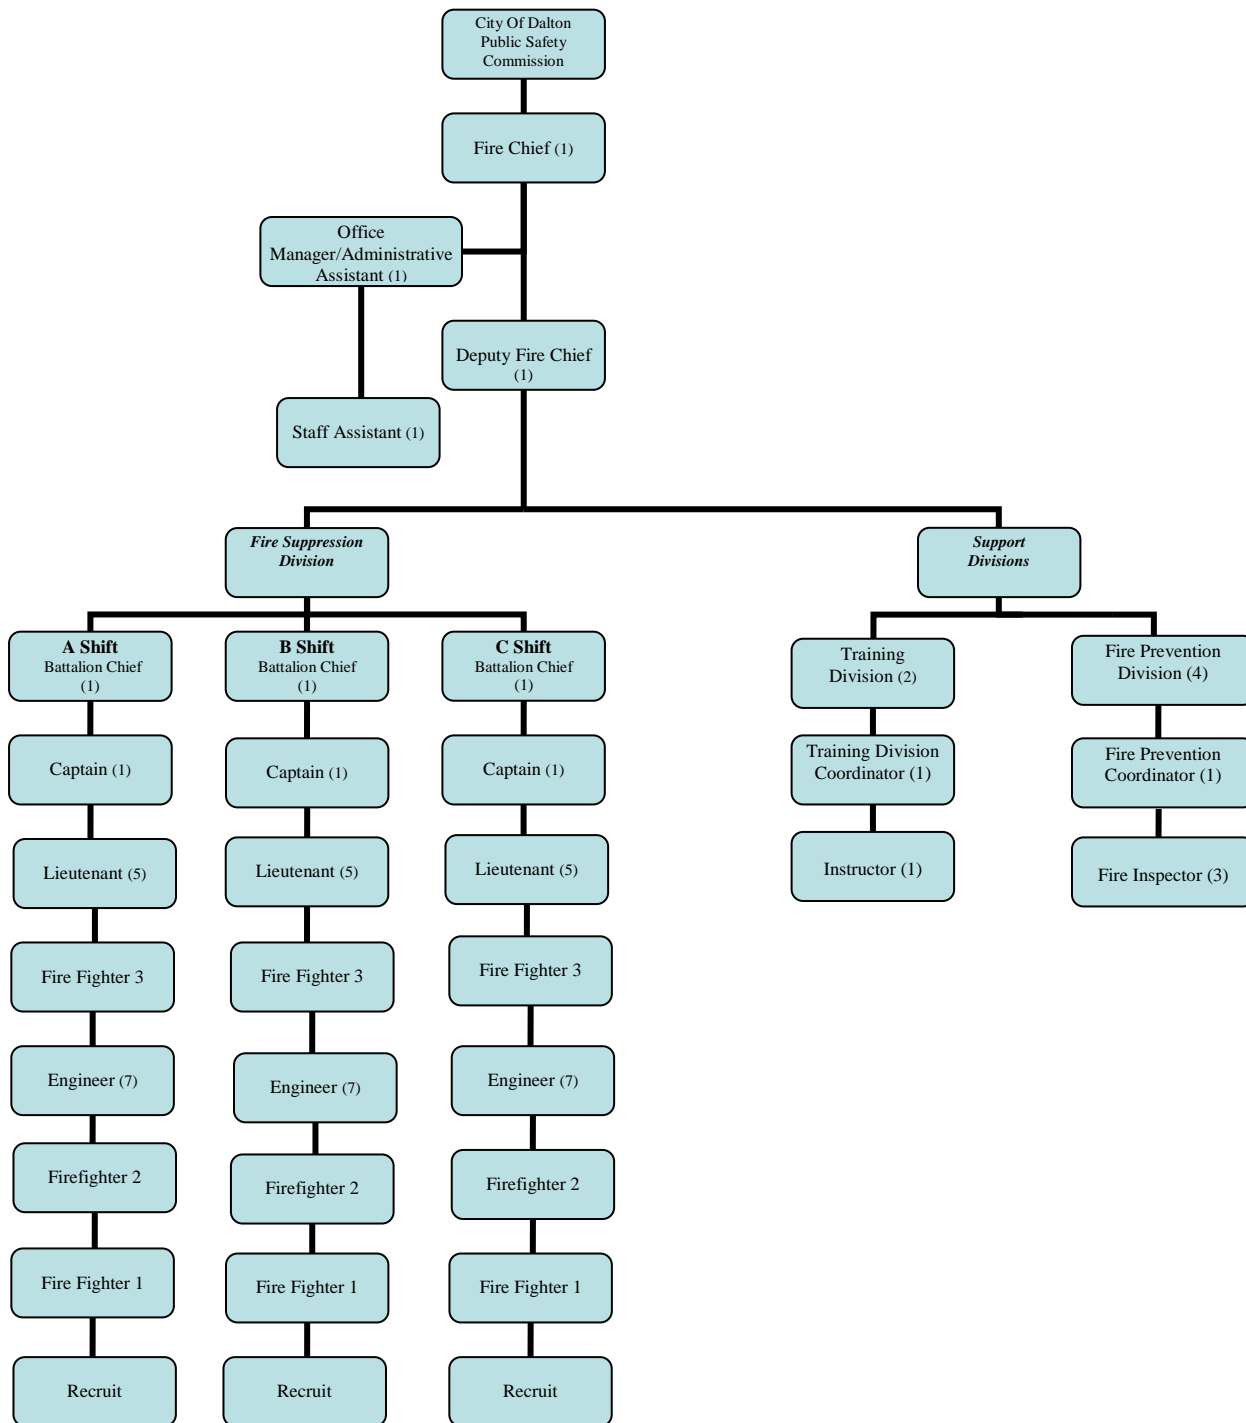 City Of Dalton
Public Safety
Commission
Fire Chief (1)
Office
Manager/Administrative
Assistant (1)
Deputy Fire Chief
(1)
Staff Assistant (1)
Fire Suppression
Division
Support
Divisions
A Shift
Battalion Chief
(1)
Captain (1)
Lieutenant (5)
Fire Fighter 3
Engineer (7)
Firefighter 2
Fire Fighter 1
Recruit
B Shift
Battalion Chief
(1)
Captain (1)
Lieutenant (5)
Fire Fighter 3
Engineer (7)
Firefighter 2
Fire Fighter 1
Recruit
C Shift
Battalion Chief
(1)
Captain (1)
Lieutenant (5)
Fire Fighter 3
Engineer (7)
Firefighter 2
Fire Fighter 1
Recruit
Training
Division (2)
Training Division
Coordinator (1)
Instructor (1)
Fire Prevention
Division (4)
Fire Prevention
Coordinator (1)
Fire Inspector (3)